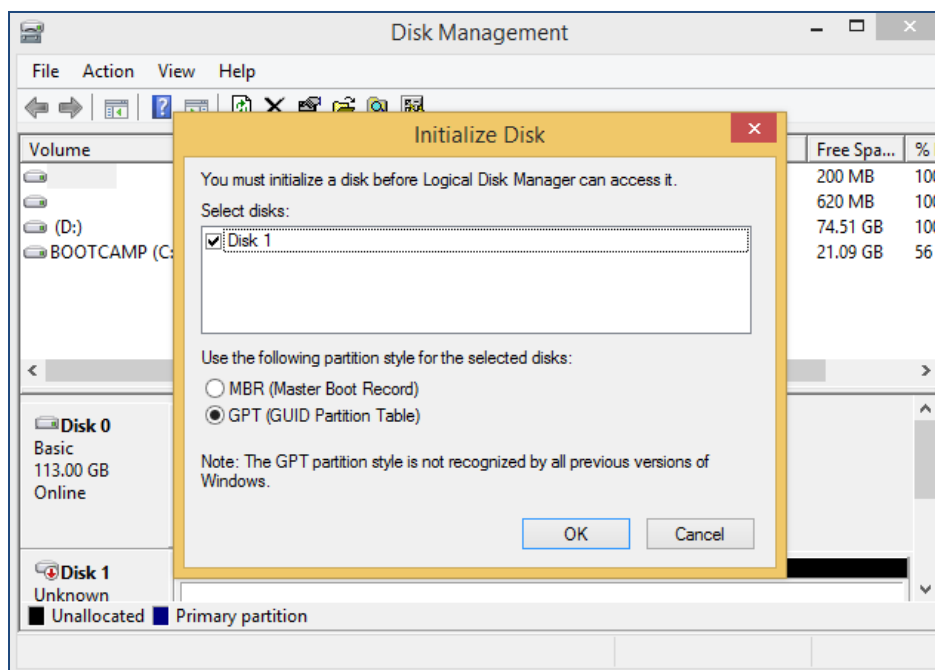 Disk Management
File Action View Help
Initialize Disk
Volume Free Spa... %
You must initialize a disk before Logical Disk Manager can access it.
200 MB 100
Select disks:
620 MB 100
(D:) 74.51 GB 100
Disk 1
BOOTCAMP (C: 21.09 GB 56
Use the following partition style for the selected disks:
MBR (Master Boot Record)
GPT (GUID Partition Table)
Disk 0
Basic
113.00 GB
Online
Note: The GPT partition style is not recognized by all previous versions of
Windows.
OK Cancel
Disk 1
Unknown
Unallocated Primary partition